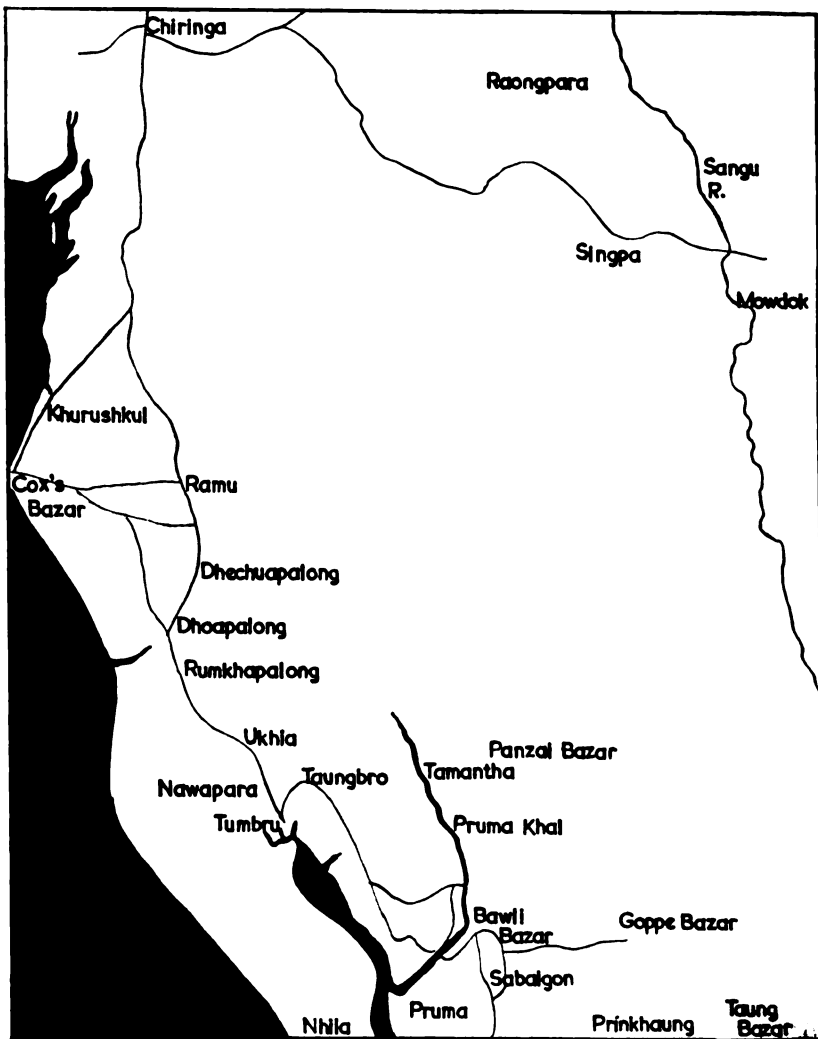 Chiringa
Raongpara
Sangu
R.
Singpa
Mowdok
Khurushkul
Cox's
Bazar
Ramu
Dhechuapalong
Dhoapalong
Rumkhapalong
Ukhia
Panzai Bazar
Taungbro
Tamantha
Nawapara
Tumbru
Pruma Khal
Bawli
Bazar
Goppe Bazar
Sabaigon
Pruma
Nhila
Prinkhaung
Taung
Bazar